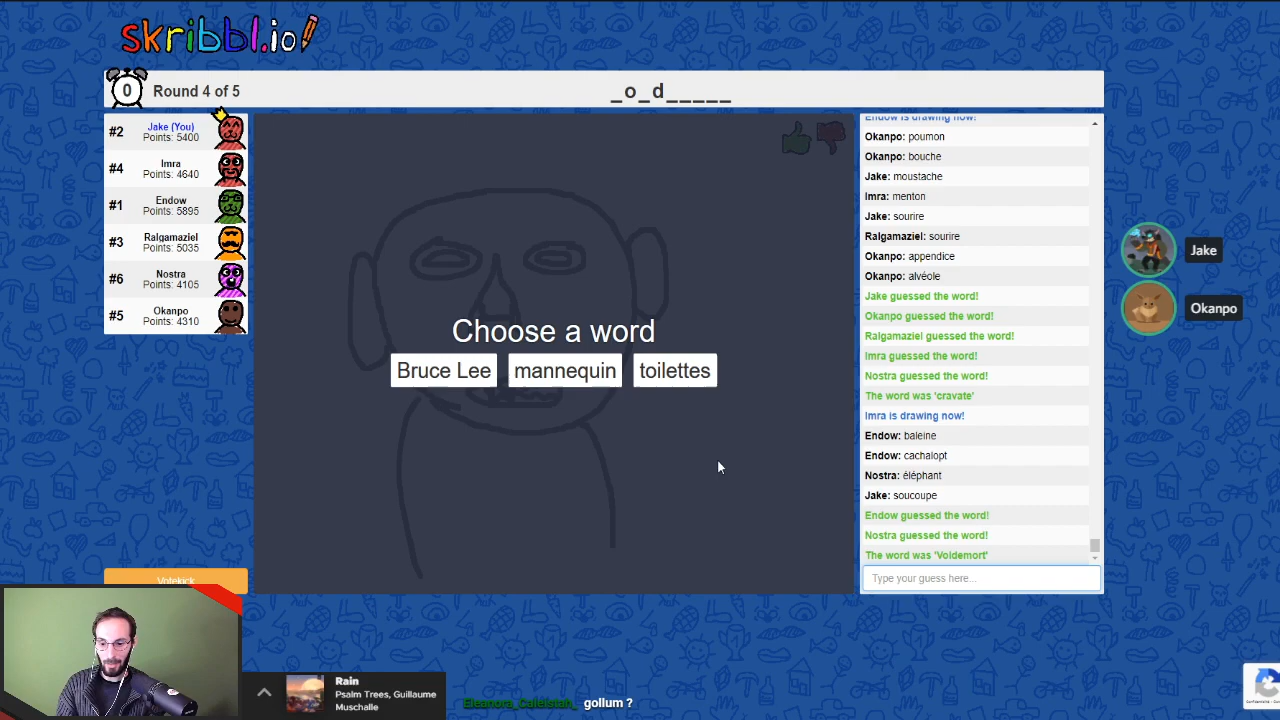 skribbl.io
0
Round 4 of 5
_o_d_____
#2
Jake (You)
Points: 5400
#4
Imra
Points: 4640
#1
Endow
Points: 5895
#3
Ralgamaziel
Points: 5035
#6
Nostra
Points: 4105
#5
Okanpo
Points: 4310
Votekick
Choose a word
Bruce Lee
mannequin
toilettes
Endow is drawing now!
Okanpo: poumon
Okanpo: bouche
Jake: moustache
Imra: menton
Jake: sourire
Ralgamaziel: sourire
Okanpo: appendice
Okanpo: alvéole
Jake guessed the word!
Okanpo guessed the word!
Ralgamaziel guessed the word!
Imra guessed the word!
Nostra guessed the word!
The word was 'cravate'
Imra is drawing now!
Endow: baleine
Endow: cachalopt
Nostra: éléphant
Jake: soucoupe
Endow guessed the word!
Nostra guessed the word!
The word was 'Voldemort'
Type your guess here...
Jake
Okanpo
Rain
Psalm Trees, Guillaume
Muschalle
gollum ?